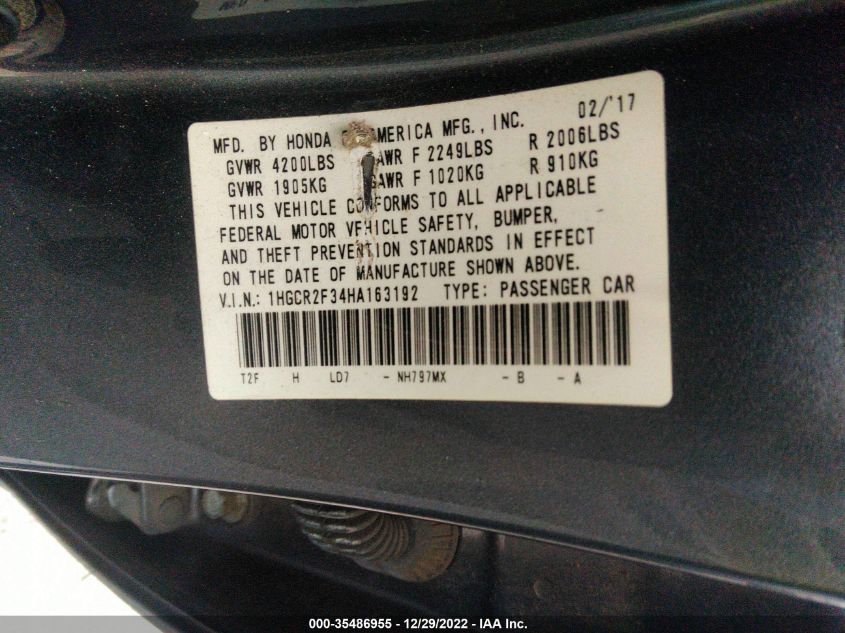 MFD. BY HONDA OF AMERICA MFG., INC. 02/'17
GVWR 4200LBS GAWR F 2249LBS R 2006LBS
GVWR 1905KG GAWR F 1020KG R 910KG
THIS VEHICLE CONFORMS TO ALL APPLICABLE
FEDERAL MOTOR VEHICLE SAFETY, BUMPER,
AND THEFT PREVENTION STANDARDS IN EFFECT
ON THE DATE OF MANUFACTURE SHOWN ABOVE.
V.I.N.: 1HGCR2F34HA163192 TYPE: PASSENGER CAR
T2F H LD7 - NH797MX - B - A
000-35486955 - 12/29/2022 - IAA Inc.